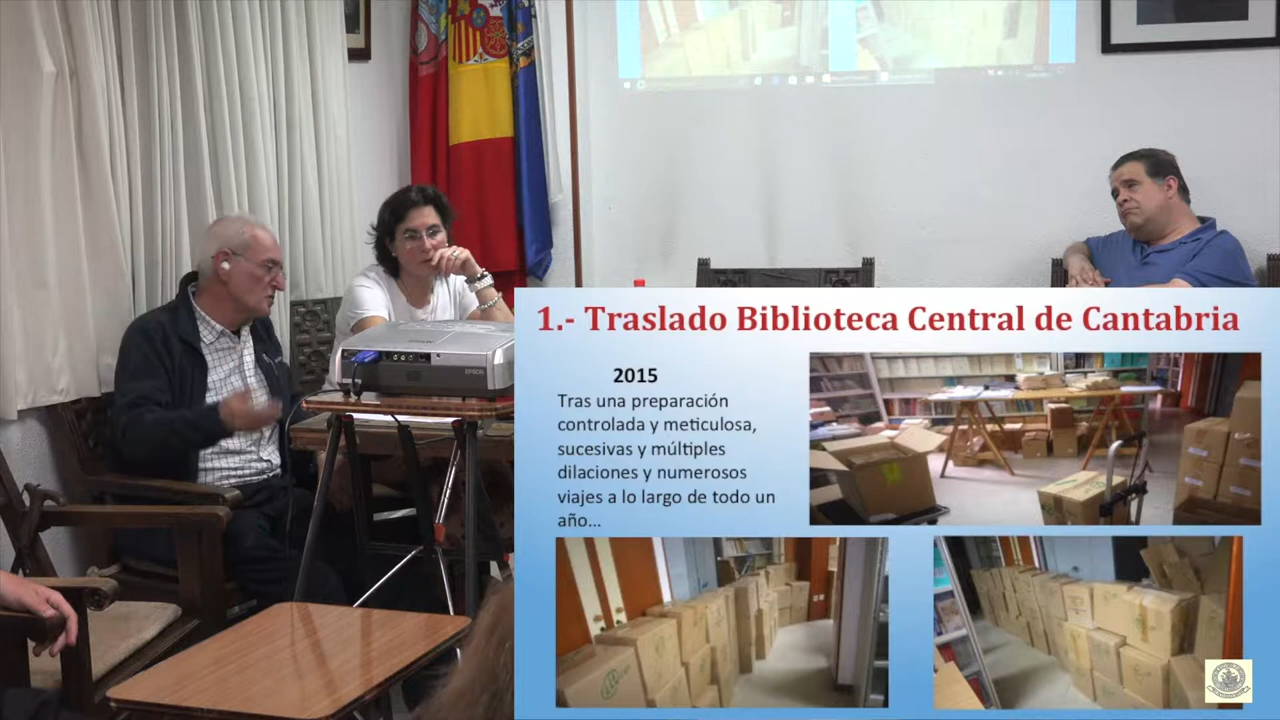 EPSON
1.- Traslado Biblioteca Central de Cantabria
2015
Tras una preparación
controlada y meticulosa,
sucesivas y múltiples
dilaciones y numerosos
viajes a lo largo de todo un
año...